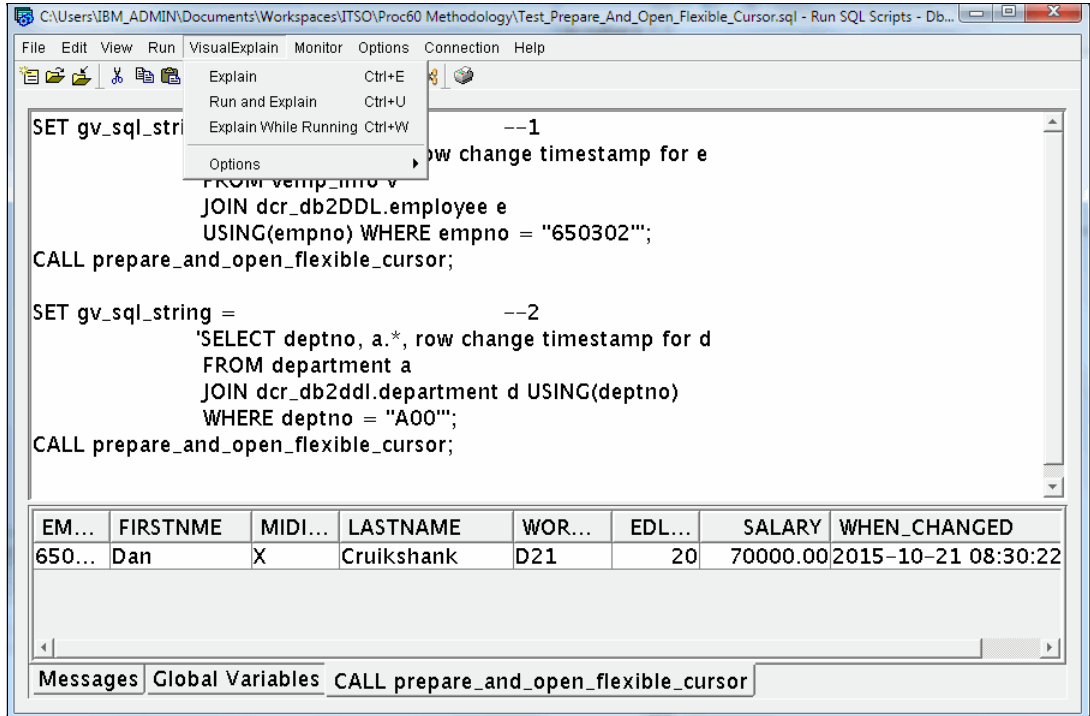 C:\Users\IBM_ADMIN\Documents\Workspaces\ITSO\Proc60 Methodology\Test_Prepare_And_Open_Flexible_Cursor.sql - Run SQL Scripts - Db...
File Edit View Run VisualExplain Monitor Options Connection Help
Explain Ctrl+E
Run and Explain Ctrl+U
Explain While Running Ctrl+W
Options
SET gv_sql_stri --1
row change timestamp for e
FROM vemp_info v
JOIN dcr_db2DDL.employee e
USING(empno) WHERE empno = "650302"';
CALL prepare_and_open_flexible_cursor;
SET gv_sql_string = --2
'SELECT deptno, a.*, row change timestamp for d
FROM department a
JOIN dcr_db2ddl.department d USING(deptno)
WHERE deptno = "A00"';
CALL prepare_and_open_flexible_cursor;
EM... FIRSTNME MIDI... LASTNAME WOR... EDL... SALARY WHEN_CHANGED
650... Dan X Cruikshank D21 20 70000.00 2015-10-21 08:30:22
Messages Global Variables CALL prepare_and_open_flexible_cursor